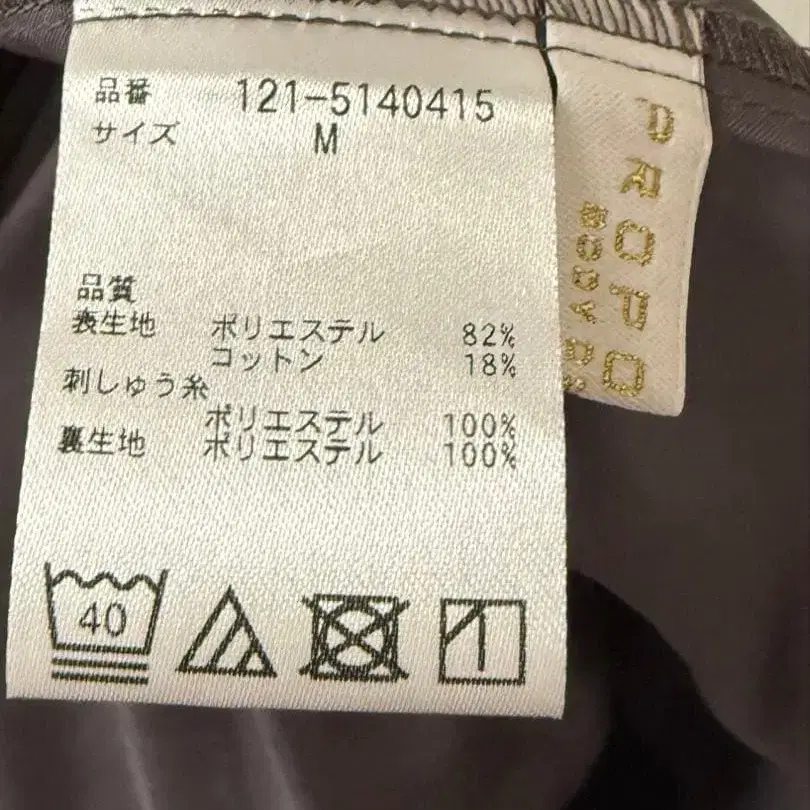 品番 121-5140415
サイズ M
品質
表生地 ポリエステル 82%
コットン 18%
刺しゅう糸
ポリエステル 100%
裏生地 ポリエステル 100%
40
PROPO
BODY